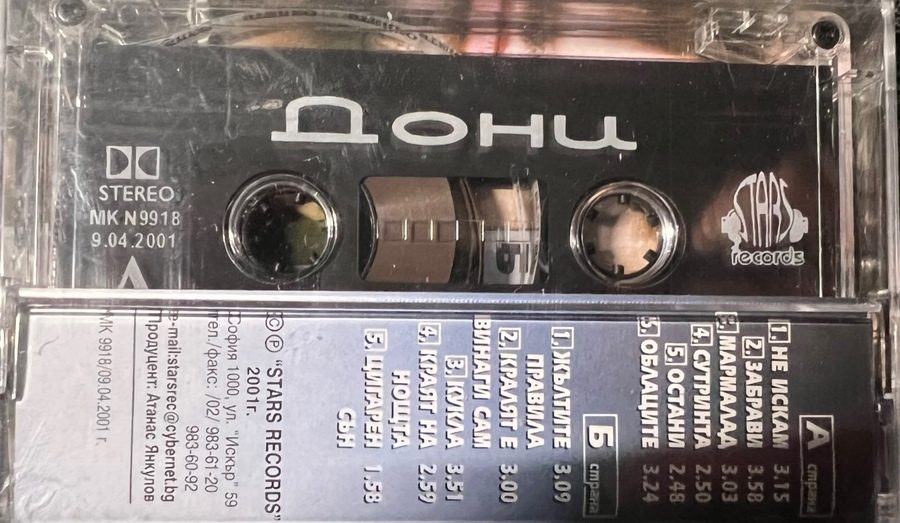 Дони
STEREO
MK N9918
9.04.2001
А
Б
STARS
records
А страна
1. НЕ ИСКАМ 3.15
2. ЗАБРАВИ 3.58
3. МАРМАЛАД 3.03
4. СУТРИНТА 2.50
5. ОСТАНИ 2.48
6. ОБЛАЦИТЕ 3.24
Б страна
1. ЖЪЛТИТЕ 3.09
ПРАВИЛА
2. КРАЛЯТ Е 3.00
ВИНАГИ САМ
3. КУКЛА 3.51
4. КРАЯТ НА 2.59
НОЩТА
5. ЦИГАРЕН 1.58
СЪН
© ℗ "STARS RECORDS"
2001г.
София 1000, ул. "Искър" 59
тел./факс: /02/ 983-61-20
983-60-92
e-mail:starsrec@cybernet.bg
Продуцент: Атанас Янкулов
МК 9918/09.04.2001 г.